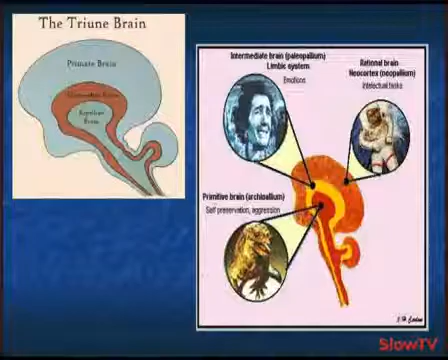 The Triune Brain
Primate Brain
Reptilian
Brain
Intermediate brain (paleopallium)
Limbic system
Emotions
Rational brain
Neocortex (neopallium)
Intelectual tasks
Primitive brain (archipallium)
Self preservation, aggression
SlowTV